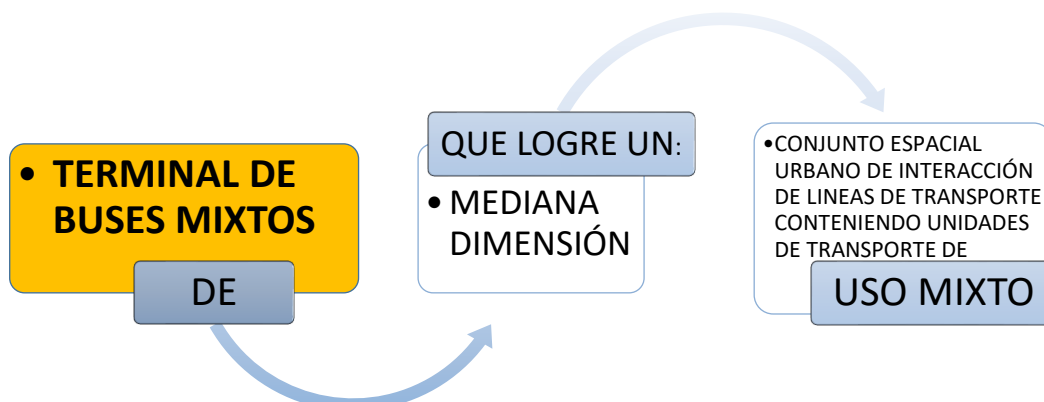 • TERMINAL DE
BUSES MIXTOS
DE
QUE LOGRE UN:
• MEDIANA
DIMENSIÓN
•CONJUNTO ESPACIAL
URBANO DE INTERACCIÓN
DE LINEAS DE TRANSPORTE
CONTENIENDO UNIDADES
DE TRANSPORTE DE
USO MIXTO